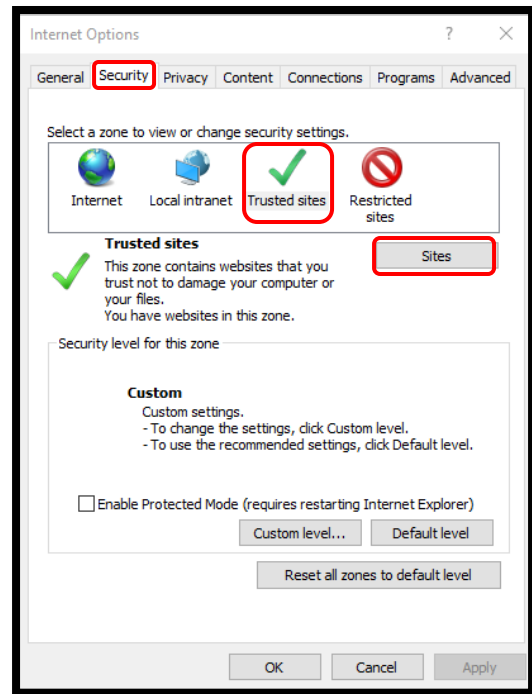 Internet Options ? ×
General Security Privacy Content Connections Programs Advanced
Select a zone to view or change security settings.
Internet Local intranet Trusted sites Restricted
sites
Trusted sites
Sites
This zone contains websites that you
trust not to damage your computer or
your files.
You have websites in this zone.
Security level for this zone
Custom
Custom settings.
- To change the settings, click Custom level.
- To use the recommended settings, click Default level.
Enable Protected Mode (requires restarting Internet Explorer)
Custom level... Default level
Reset all zones to default level
OK Cancel Apply